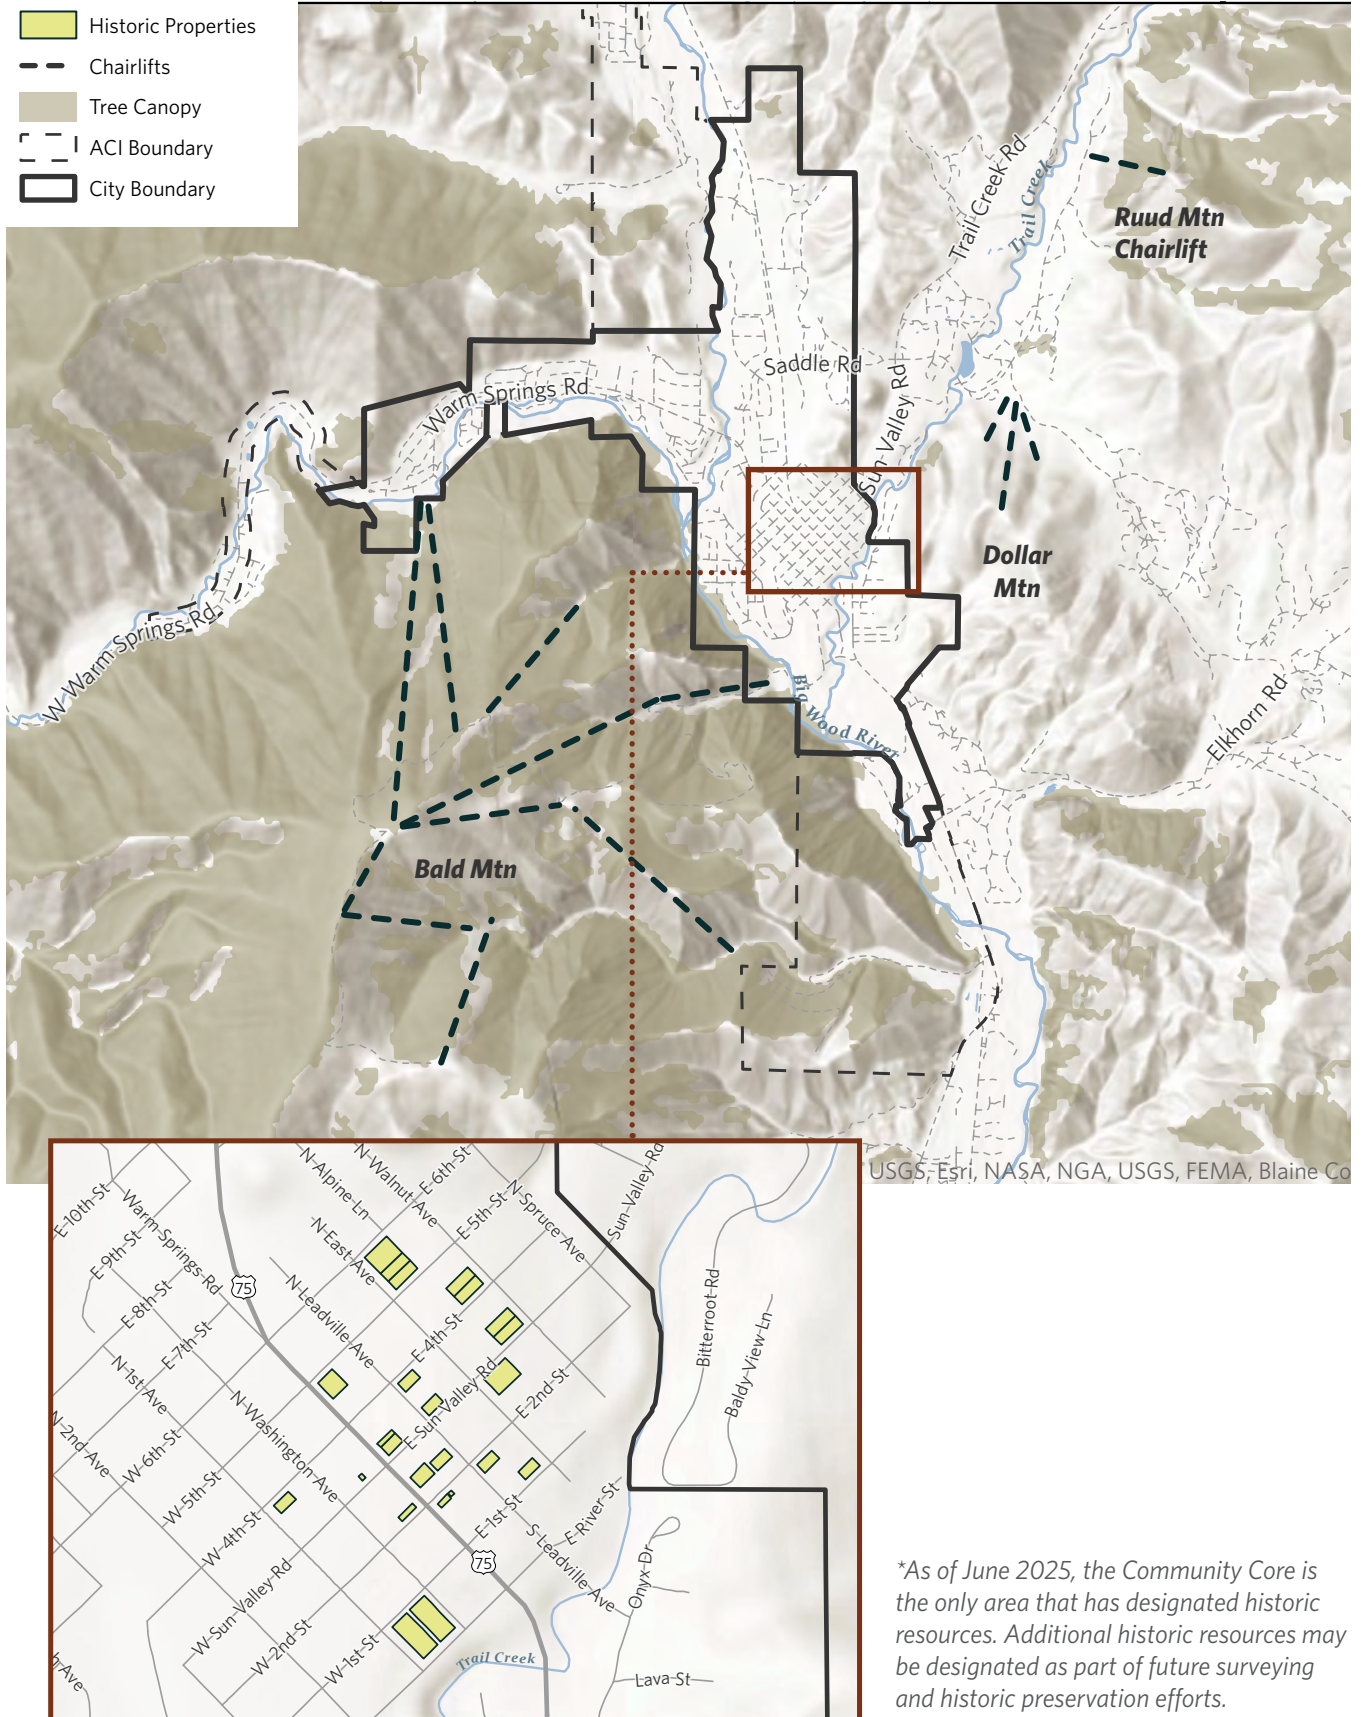 Historic Properties
Chairlifts
Tree Canopy
ACI Boundary
City Boundary
Trail Creek Rd
Trail Creek
Ruud Mtn
Chairlift
Saddle Rd
Warm Springs Rd
Sun Valley Rd
Dollar
Mtn
W Warm Springs Rd
Big Wood River
Elkhorn Rd
Bald Mtn
USGS, Esri, NASA, NGA, USGS, FEMA, Blaine Co
N Alpine Ln
N Walnut Ave
E 6th St
E 5th St
N Spruce Ave
Sun Valley Rd
E 10th St
Warm Springs Rd
E 9th St
N East Ave
75
E 8th St
N Leadville Ave
E 4th St
Bitterroot Rd
Baldy View Ln
E 7th St
N 1st Ave
E Sun Valley Rd
E 2nd St
N Washington Ave
N 2nd Ave
W 6th St
W 5th St
W 4th St
E 1st St
E River St
S Leadville Ave
75
Onyx Dr
W Sun Valley Rd
W 2nd St
W 1st St
Trail Creek
Lava St
Ave
*As of June 2025, the Community Core is
the only area that has designated historic
resources. Additional historic resources may
be designated as part of future surveying
and historic preservation efforts.